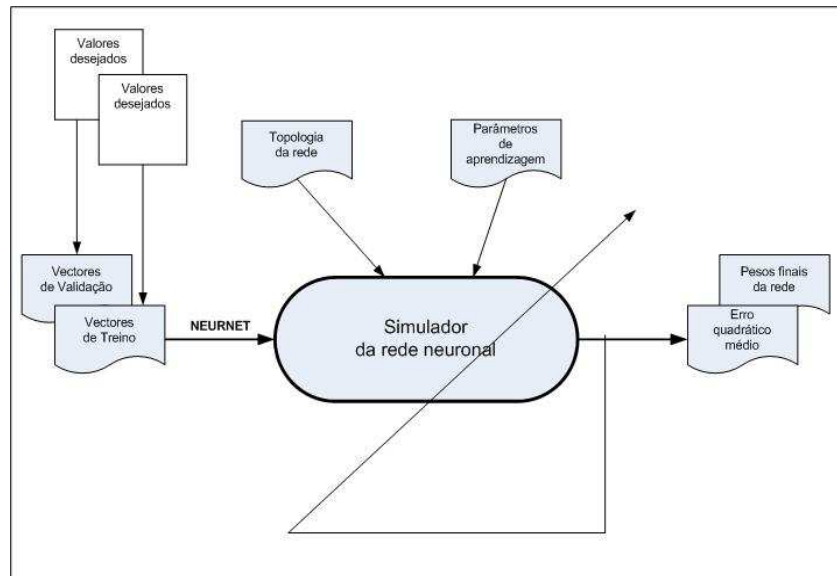 Valores
desejados
Valores
desejados
Topologia
da rede
Parâmetros
de
aprendizagem
Vectores
de Validação
Vectores
de Treino
NEURNET
Simulador
da rede neuronal
Pesos finais
da rede
Erro
quadrático
médio